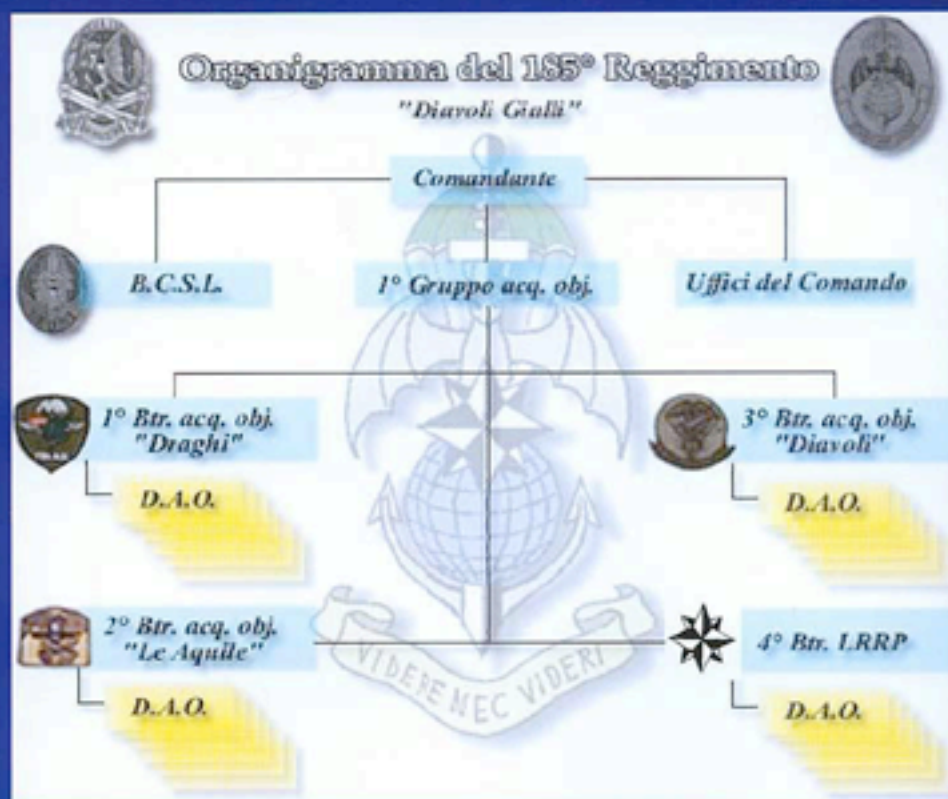 Organigramma del 185° Reggimento
"Diavoli Gialli"
Comandante
B.C.S.L.
1° Gruppo acq. obj.
Uffici del Comando
1° Btr. acq. obj.
"Draghi"
3° Btr. acq. obj.
"Diavoli"
D.A.O.
D.A.O.
2° Btr. acq. obj.
"Le Aquile"
4° Btr. LRRP
VIDERE NEC VIDERI
D.A.O.
D.A.O.